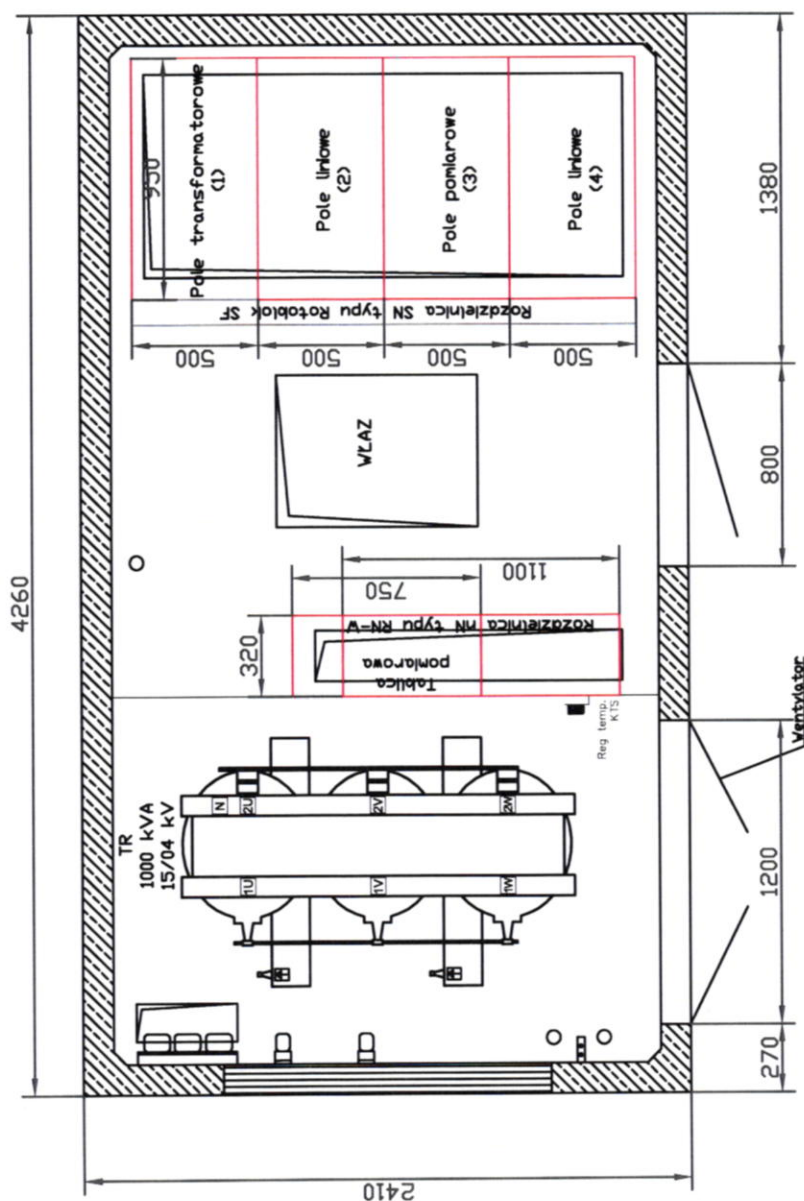 4260
2410
1380
800
1200
270
930
Pole transformatorowe
(1)
Pole liniowe
(2)
Pole pomiarowe
(3)
Pole liniowe
(4)
Rozdzielnica SN typu Rotoblok SF
500
500
500
500
WŁAZ
1100
750
320
Rozdzielnica nN typu RN-W
Tablica
pomiarowa
Reg temp.
KTS
Wentylator
TR
1000 kVA
15/04 kV
N
2U
2V
2W
1U
1V
1W